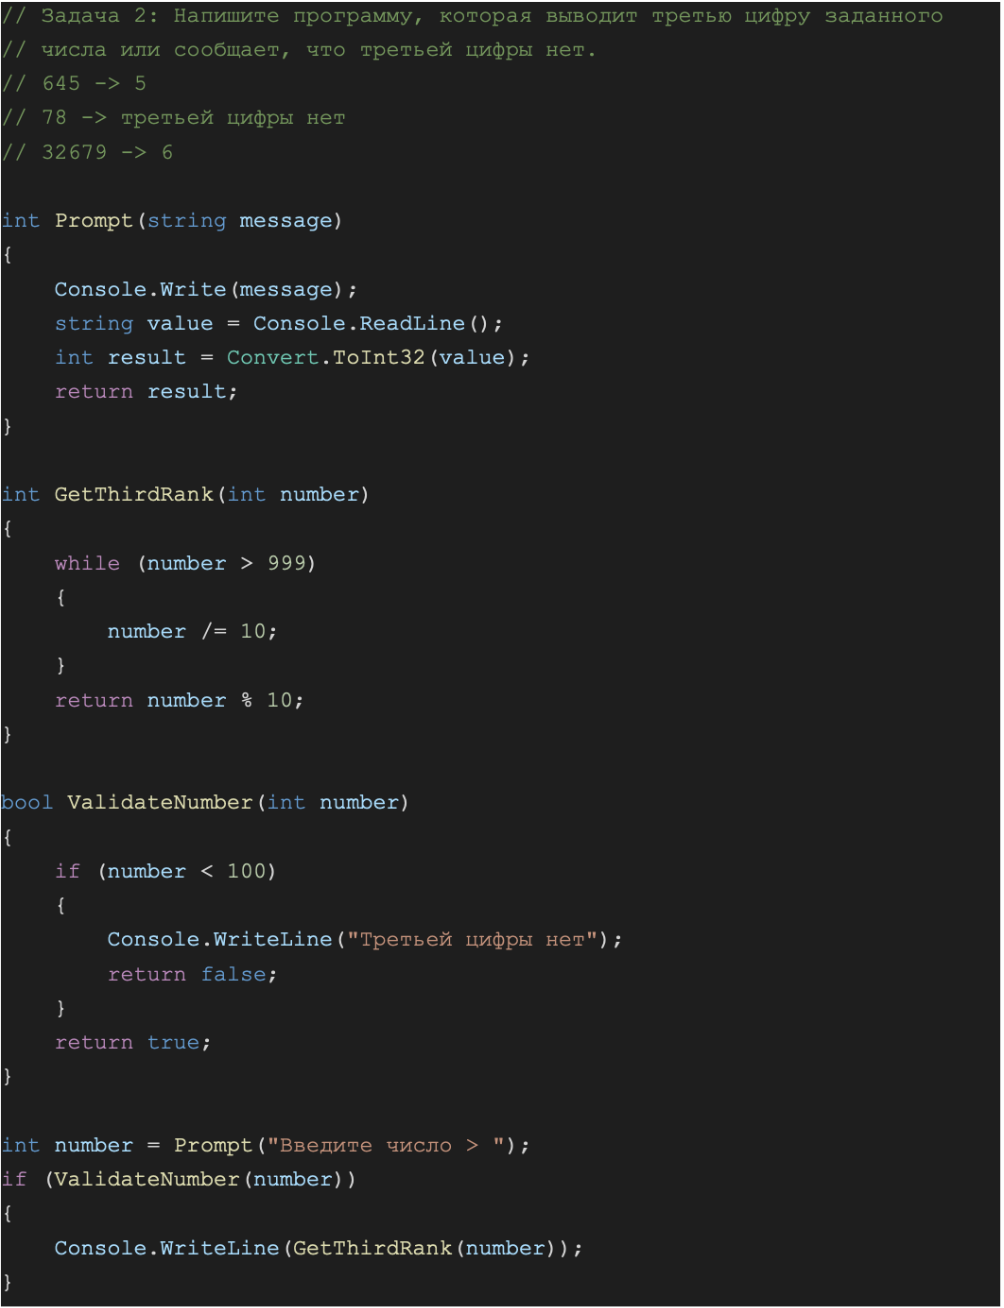 // Задача 2: Напишите программу, которая выводит третью цифру заданного
// числа или сообщает, что третьей цифры нет.
// 645 -> 5
// 78 -> третьей цифры нет
// 32679 -> 6
int Prompt(string message)
{
    Console.Write(message);
    string value = Console.ReadLine();
    int result = Convert.ToInt32(value);
    return result;
}
int GetThirdRank(int number)
{
    while (number > 999)
    {
        number /= 10;
    }
    return number % 10;
}
bool ValidateNumber(int number)
{
    if (number < 100)
    {
        Console.WriteLine("Третьей цифры нет");
        return false;
    }
    return true;
}
int number = Prompt("Введите число > ");
if (ValidateNumber(number))
{
    Console.WriteLine(GetThirdRank(number));
}